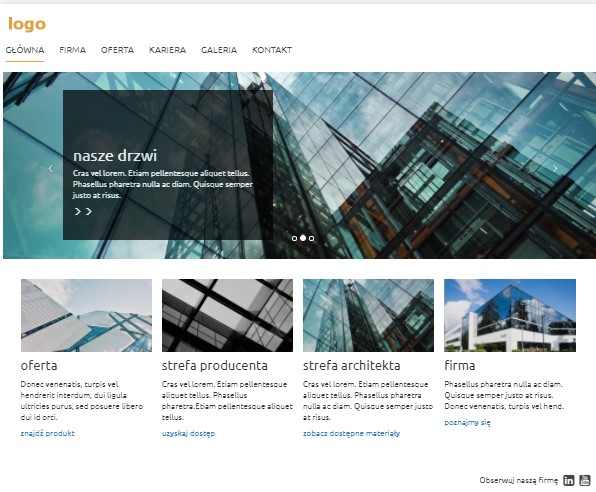 logo
GŁÓWNA FIRMA OFERTA KARIERA GALERIA KONTAKT
nasze drzwi
Cras vel lorem. Etiam pellentesque aliquet tellus.
Phasellus pharetra nulla ac diam. Quisque semper
justo at risus.
oferta
Donec venenatis, turpis vel
hendrerit interdum, dui ligula
ultricies purus, sed posuere libero
dui id orci.
znajdź produkt
strefa producenta
Cras vel lorem. Etiam pellentesque
aliquet tellus. Phasellus
pharetra.Etiam pellentesque aliquet
tellus.
uzyskaj dostęp
strefa architekta
Cras vel lorem. Etiam pellentesque
aliquet tellus. Phasellus pharetra
nulla ac diam. Quisque semper justo
at risus.
zobacz dostępne materiały
firma
Phasellus pharetra nulla ac diam.
Quisque semper justo at risus.
Donec venenatis, turpis vel hend.
poznajmy się
Obserwuj naszą firmę in You Tube